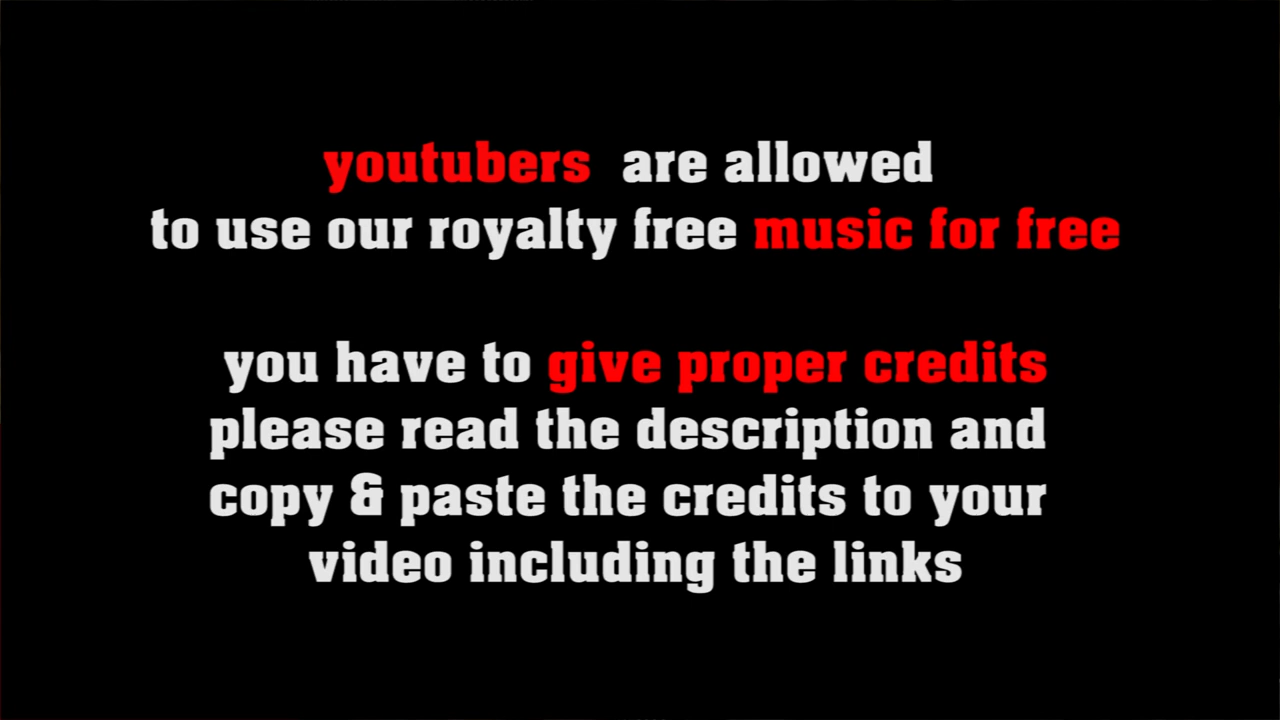 youtubers are allowed
to use our royalty free music for free
you have to give proper credits
please read the description and
copy & paste the credits to your
video including the links